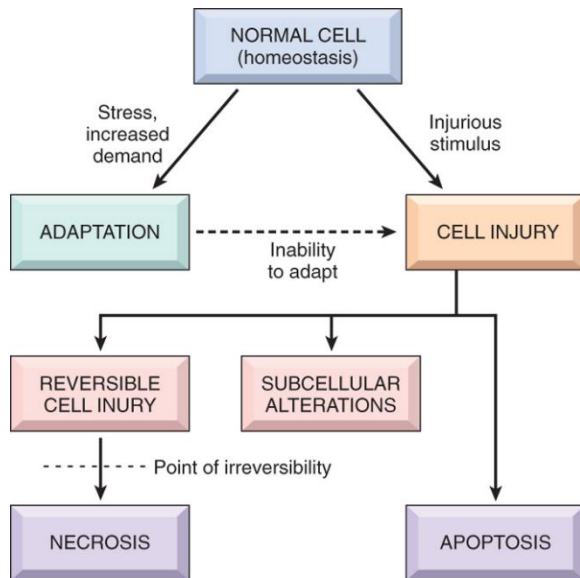 NORMAL CELL
(homeostasis)
Stress,
increased
demand
Injurious
stimulus
ADAPTATION
Inability
to adapt
CELL INJURY
REVERSIBLE
CELL INURY
SUBCELLULAR
ALTERATIONS
Point of irreversibility
NECROSIS
APOPTOSIS